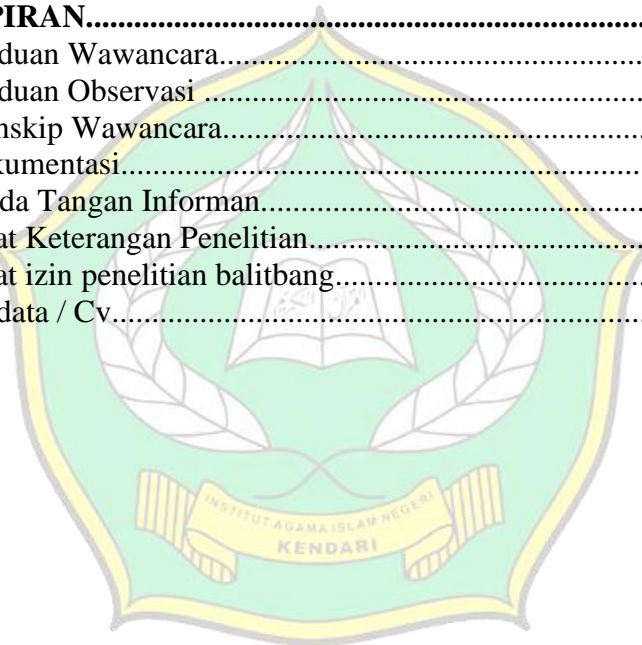 PIRAN
duan Wawancara
duan Observasi
nskip Wawancara
kumentasi
da Tangan Informan
at Keterangan Penelitian
at izin penelitian balitbang
data / Cv
INSTITUT AGAMA ISLAM NEGERI
KENDARI